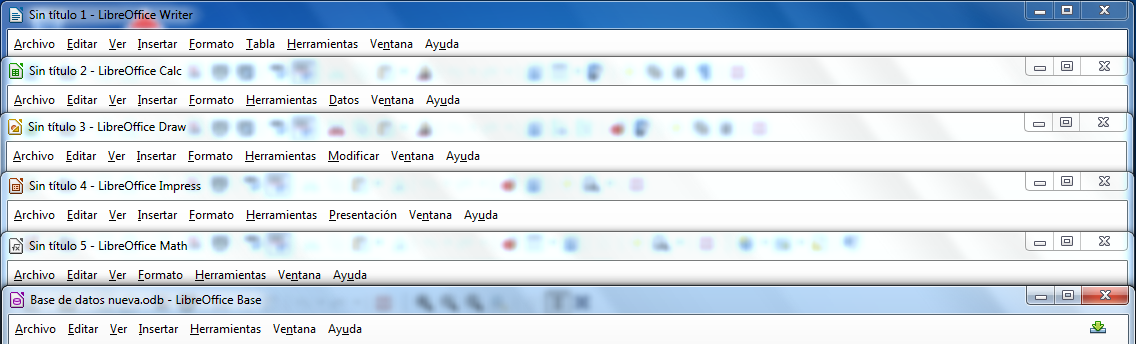 Sin título 1 - LibreOffice Writer
Archivo Editar Ver Insertar Formato Tabla Herramientas Ventana Ayuda
Sin título 2 - LibreOffice Calc
Archivo Editar Ver Insertar Formato Herramientas Datos Ventana Ayuda
Sin título 3 - LibreOffice Draw
Archivo Editar Ver Insertar Formato Herramientas Modificar Ventana Ayuda
Sin título 4 - LibreOffice Impress
Archivo Editar Ver Insertar Formato Herramientas Presentación Ventana Ayuda
Sin título 5 - LibreOffice Math
Archivo Editar Ver Formato Herramientas Ventana Ayuda
Base de datos nueva.odb - LibreOffice Base
Archivo Editar Ver Insertar Herramientas Ventana Ayuda